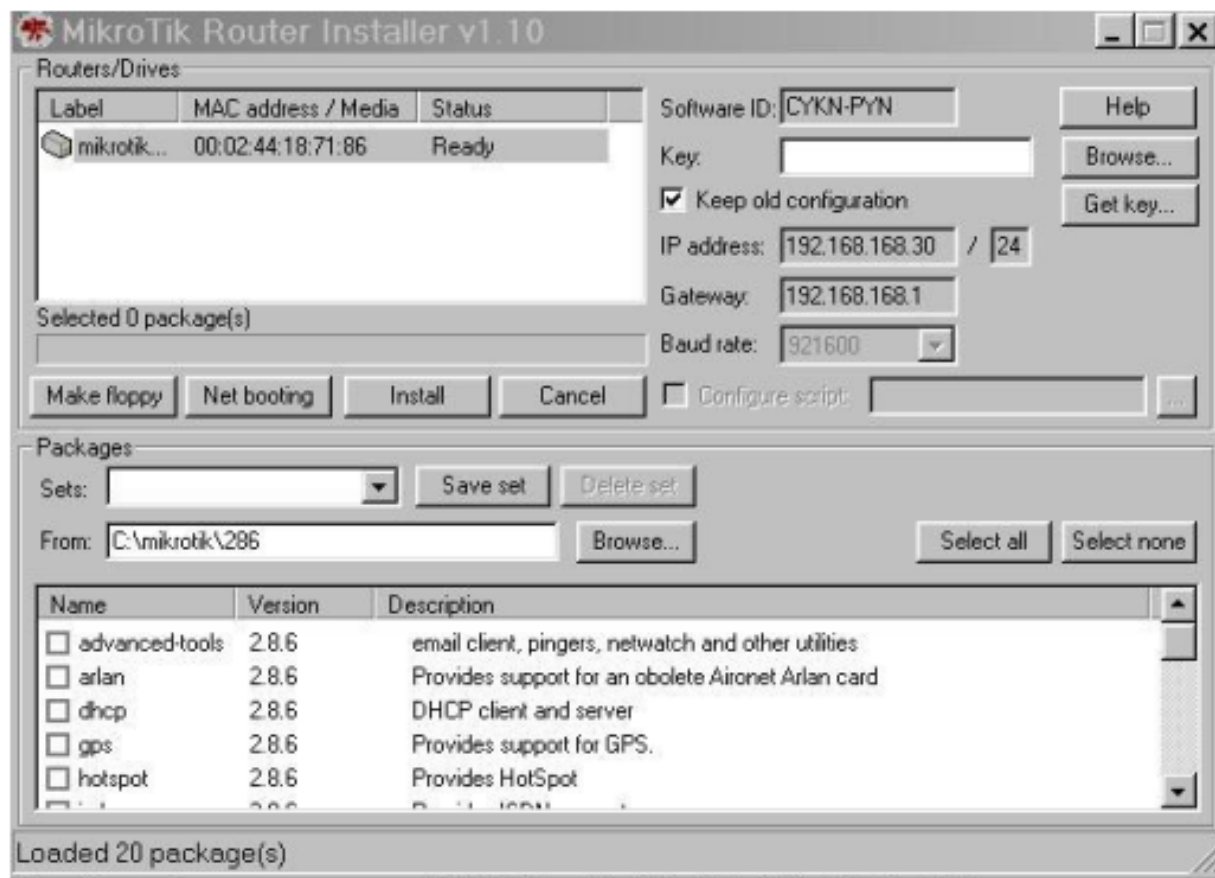 MikroTik Router Installer v1.10
Routers/Drives
Label MAC address / Media Status
mikrotik... 00:02:44:18:71:86 Ready
Selected 0 package(s)
Make floppy Net booting Install Cancel
Software ID: CYKN-PYN Help
Key: Browse...
Keep old configuration Get key...
IP address: 192.168.168.30 / 24
Gateway: 192.168.168.1
Baud rate: 921600
Configure script: ...
Packages
Sets: Save set Delete set
From: C:\mikrotik\286 Browse... Select all Select none
Name Version Description
advanced-tools 2.8.6 email client, pingers, netwatch and other utilities
arlan 2.8.6 Provides support for an obolete Aironet Arlan card
dhcp 2.8.6 DHCP client and server
gps 2.8.6 Provides support for GPS.
hotspot 2.8.6 Provides HotSpot
Loaded 20 package(s)